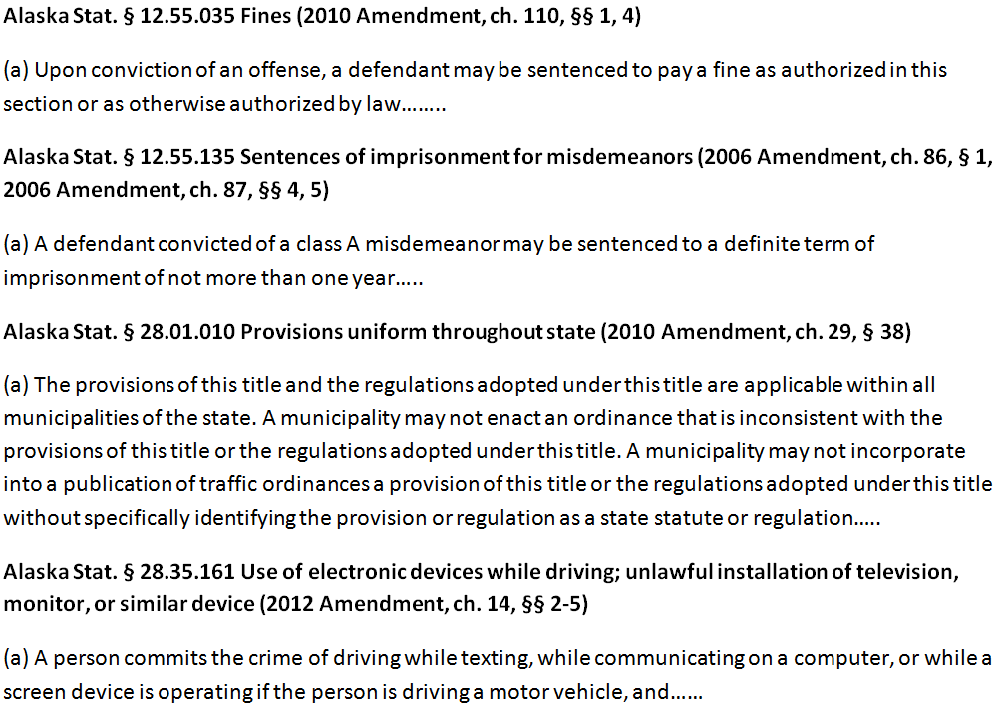 Alaska Stat. § 12.55.035 Fines (2010 Amendment, ch. 110, §§ 1, 4)
(a) Upon conviction of an offense, a defendant may be sentenced to pay a fine as authorized in this
section or as otherwise authorized by law........
Alaska Stat. § 12.55.135 Sentences of imprisonment for misdemeanors (2006 Amendment, ch. 86, § 1,
2006 Amendment, ch. 87, §§ 4, 5)
(a) A defendant convicted of a class A misdemeanor may be sentenced to a definite term of
imprisonment of not more than one year.....
Alaska Stat. § 28.01.010 Provisions uniform throughout state (2010 Amendment, ch. 29, § 38)
(a) The provisions of this title and the regulations adopted under this title are applicable within all
municipalities of the state. A municipality may not enact an ordinance that is inconsistent with the
provisions of this title or the regulations adopted under this title. A municipality may not incorporate
into a publication of traffic ordinances a provision of this title or the regulations adopted under this title
without specifically identifying the provision or regulation as a state statute or regulation.....
Alaska Stat. § 28.35.161 Use of electronic devices while driving; unlawful installation of television,
monitor, or similar device (2012 Amendment, ch. 14, §§ 2-5)
(a) A person commits the crime of driving while texting, while communicating on a computer, or while a
screen device is operating if the person is driving a motor vehicle, and......